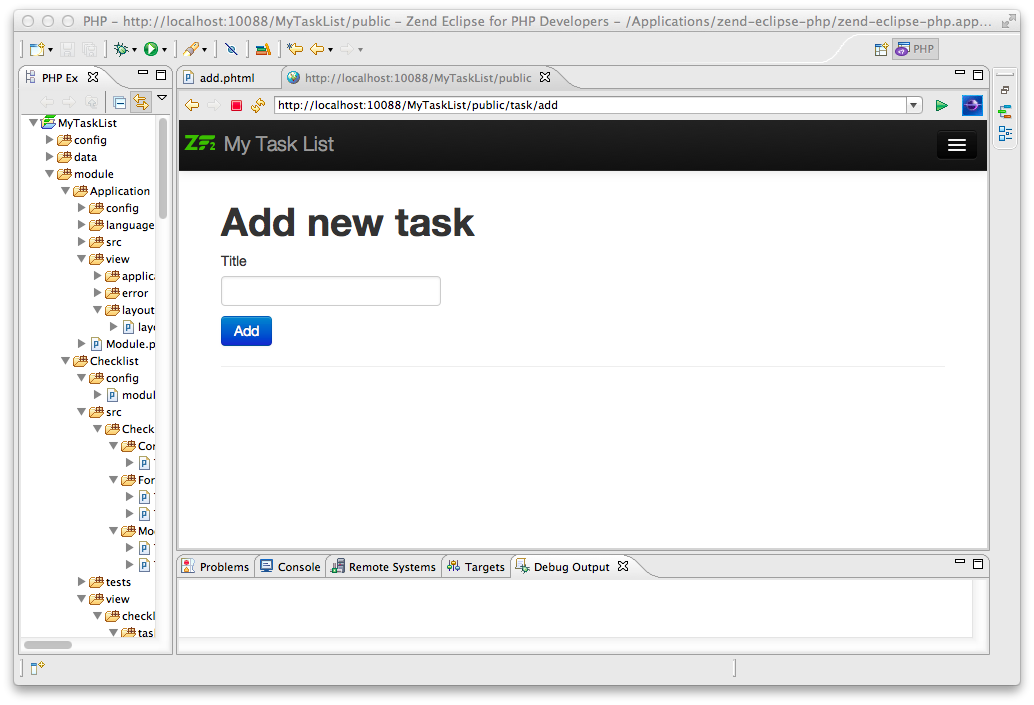 PHP – http://localhost:10088/MyTaskList/public – Zend Eclipse for PHP Developers – /Applications/zend-eclipse-php/zend-eclipse-php.app...
PHP
PHP Ex
add.phtml
http://localhost:10088/MyTaskList/public
http://localhost:10088/MyTaskList/public/task/add
ZF2 My Task List
Add new task
Title
Add
MyTaskList
config
data
module
Application
config
language
src
view
applica
error
layout
layo
Module.p
Checklist
config
modul
src
Check
Cor
For
Mo
tests
view
checkl
tas
Problems
Console
Remote Systems
Targets
Debug Output